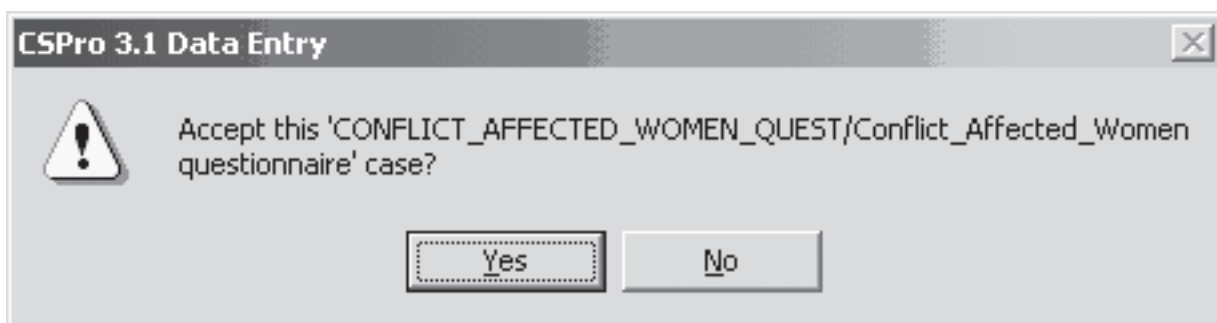 CSPro 3.1 Data Entry
Accept this 'CONFLICT_AFFECTED_WOMEN_QUEST/Conflict_Affected_Women
questionnaire' case?
Yes
No